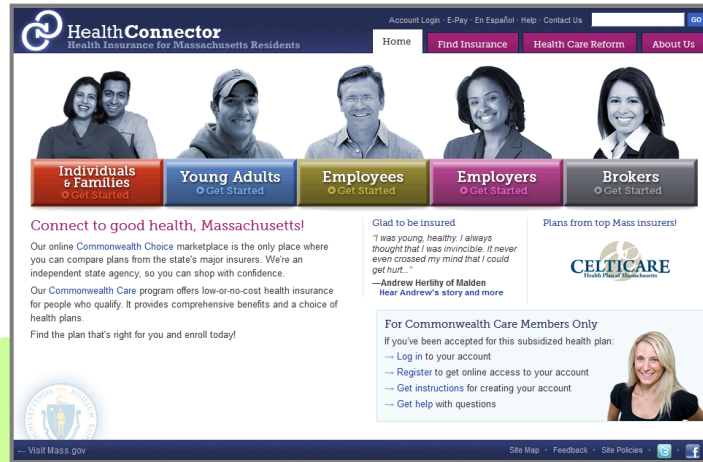 Account Login · E-Pay · En Español · Help · Contact Us
GO
HealthConnector
Health Insurance for Massachusetts Residents
Home
Find Insurance
Health Care Reform
About Us
Individuals
& Families
Get Started
Young Adults
Get Started
Employees
Get Started
Employers
Get Started
Brokers
Get Started
Connect to good health, Massachusetts!
Our online Commonwealth Choice marketplace is the only place where
you can compare plans from the state's major insurers. We're an
independent state agency, so you can shop with confidence.
Our Commonwealth Care program offers low-or-no-cost health insurance
for people who qualify. It provides comprehensive benefits and a choice of
health plans.
Find the plan that's right for you and enroll today!
Glad to be insured
"I was young, healthy. I always
thought that I was invincible. It never
even crossed my mind that I could
get hurt..."
—Andrew Herlihy of Malden
Hear Andrew's story and more
Plans from top Mass insurers!
CELTICARE
Health Plan of Massachusetts
For Commonwealth Care Members Only
If you've been accepted for this subsidized health plan:
→ Log in to your account
→ Register to get online access to your account
→ Get instructions for creating your account
→ Get help with questions
← Visit Mass.gov
Site Map · Feedback · Site Policies ·